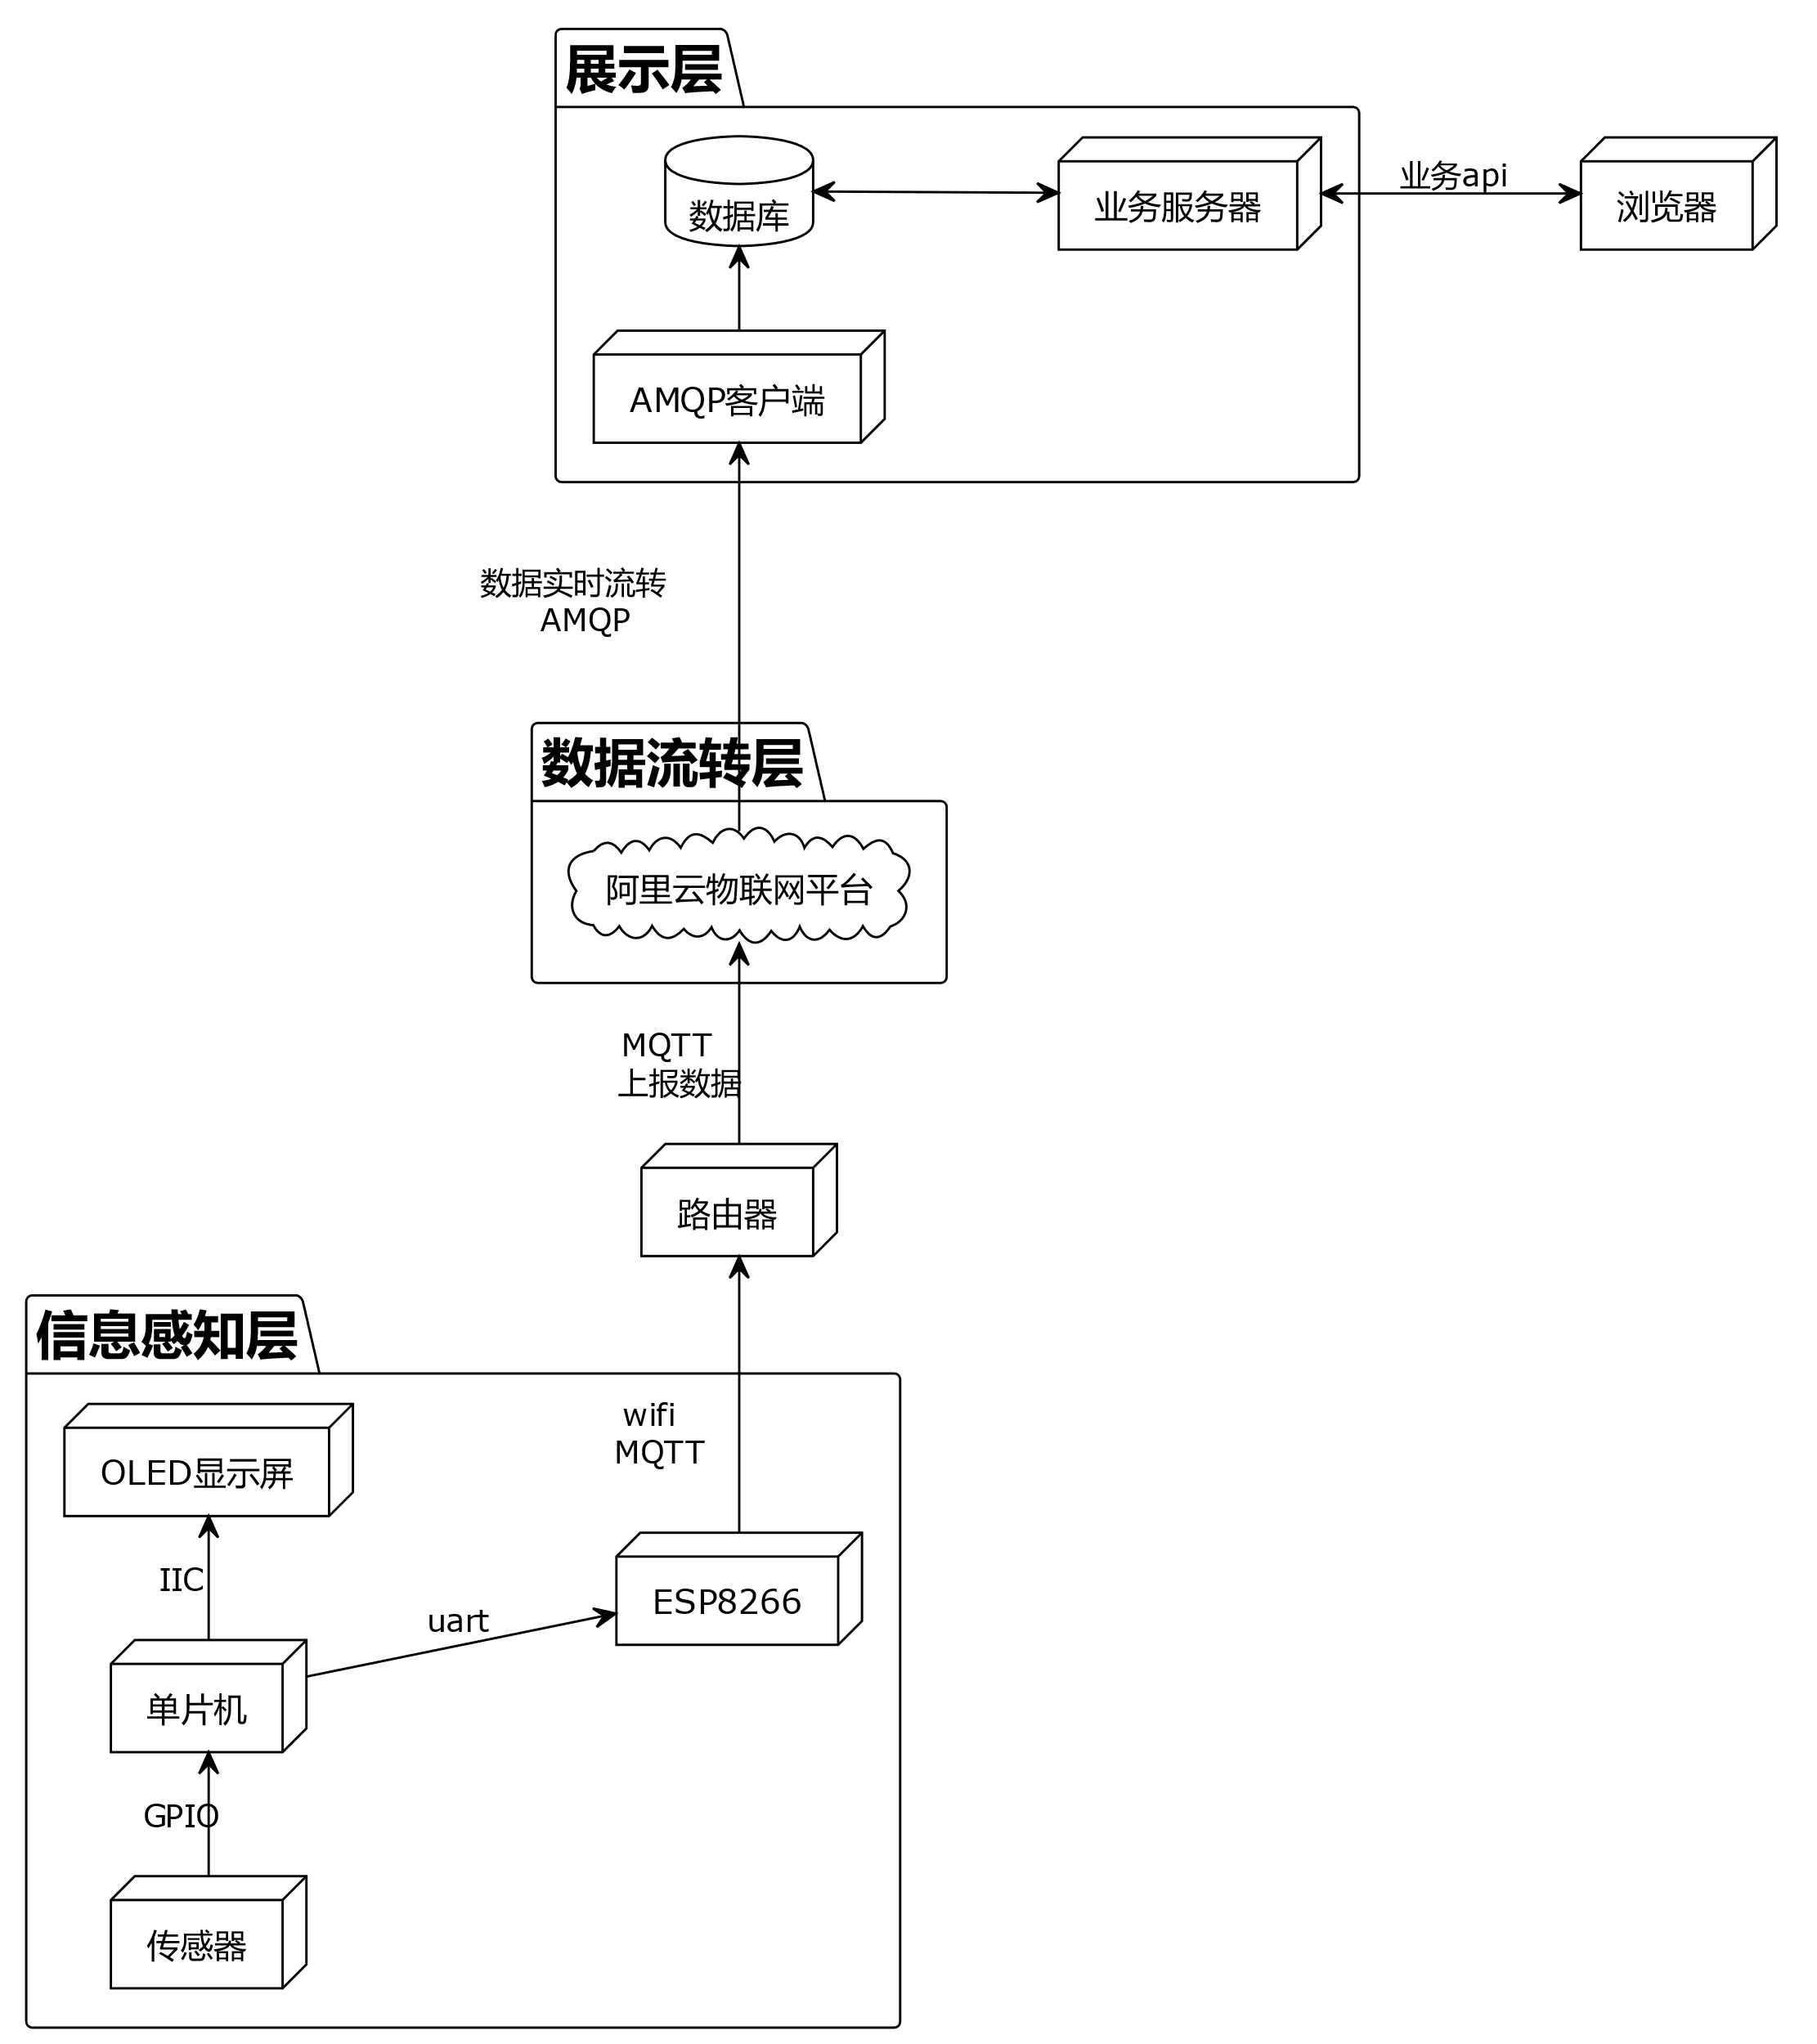 展示层
数据库
业务服务器
业务api
浏览器
AMQP客户端
数据实时流转
AMQP
数据流转层
阿里云物联网平台
MQTT
上报数据
路由器
信息感知层
wifi
MQTT
OLED显示屏
IIC
ESP8266
uart
单片机
GPIO
传感器